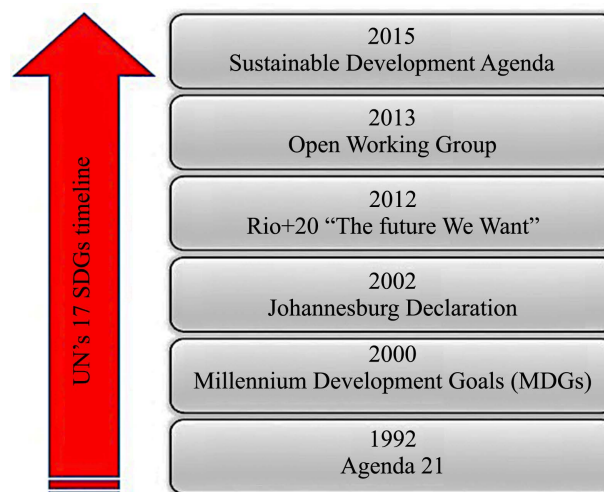 UN's 17 SDGs timeline
2015
Sustainable Development Agenda
2013
Open Working Group
2012
Rio+20 “The future We Want”
2002
Johannesburg Declaration
2000
Millennium Development Goals (MDGs)
1992
Agenda 21